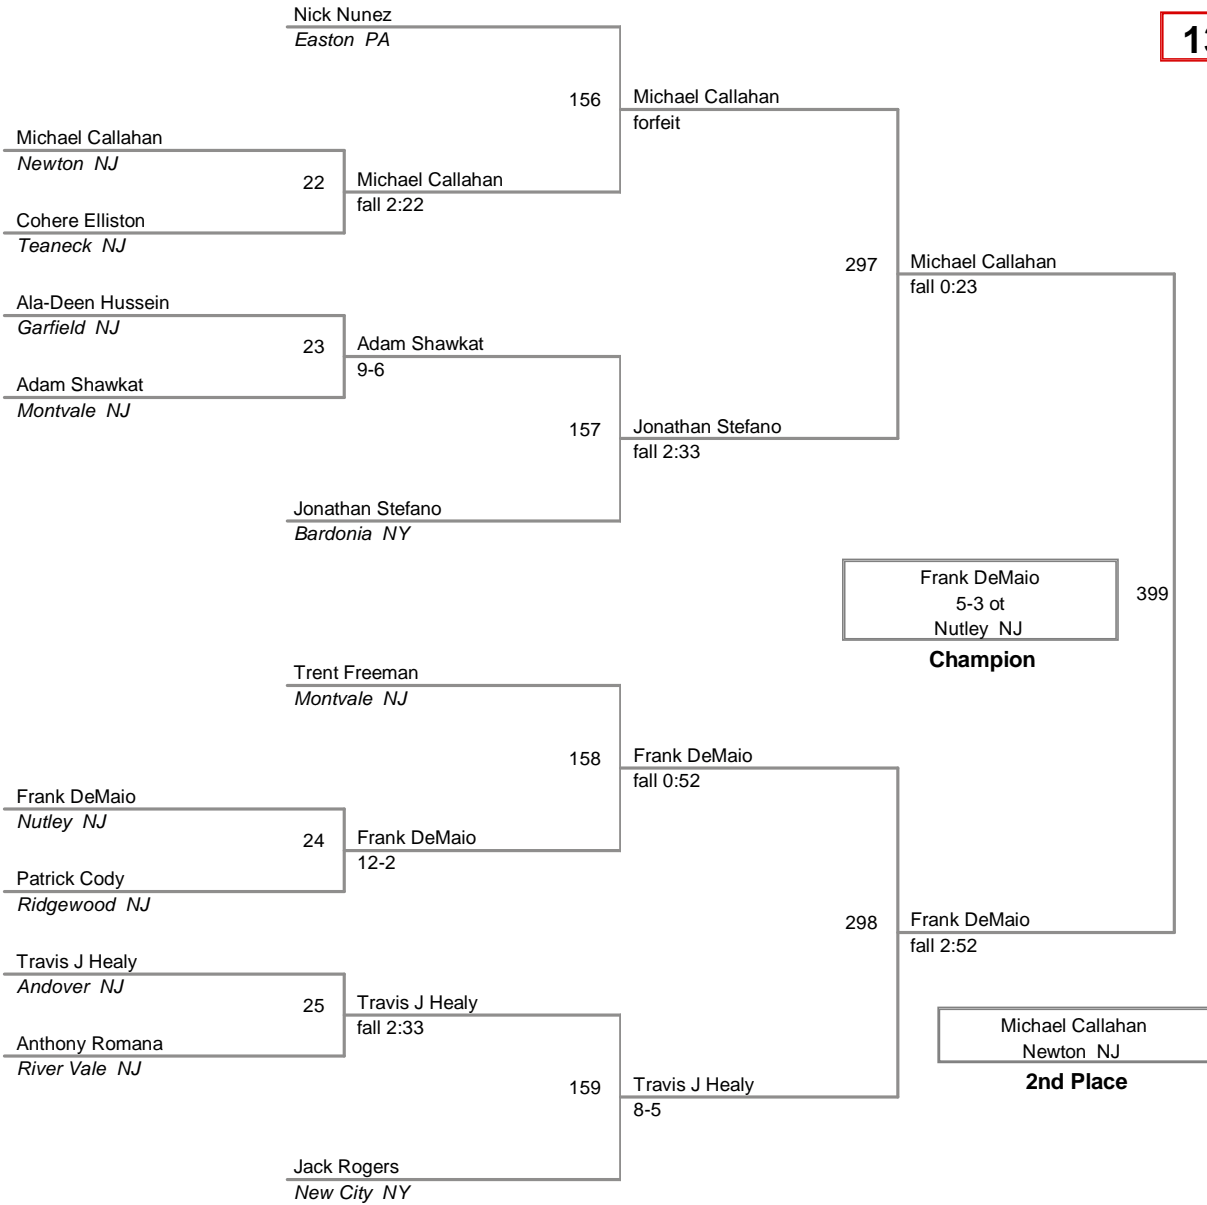 Nick Nunez
Easton PA
156
Michael Callahan
forfeit
Michael Callahan
Newton NJ
22
Michael Callahan
fall 2:22
Cohere Elliston
Teaneck NJ
297
Michael Callahan
fall 0:23
Ala-Deen Hussein
Garfield NJ
23
Adam Shawkat
9-6
Adam Shawkat
Montvale NJ
157
Jonathan Stefano
fall 2:33
Jonathan Stefano
Bardonia NY
Frank DeMaio
5-3 ot
Nutley NJ
Champion
399
Trent Freeman
Montvale NJ
158
Frank DeMaio
fall 0:52
Frank DeMaio
Nutley NJ
24
Frank DeMaio
12-2
Patrick Cody
Ridgewood NJ
298
Frank DeMaio
fall 2:52
Travis J Healy
Andover NJ
25
Travis J Healy
fall 2:33
Anthony Romana
River Vale NJ
Michael Callahan
Newton NJ
2nd Place
159
Travis J Healy
8-5
Jack Rogers
New City NY